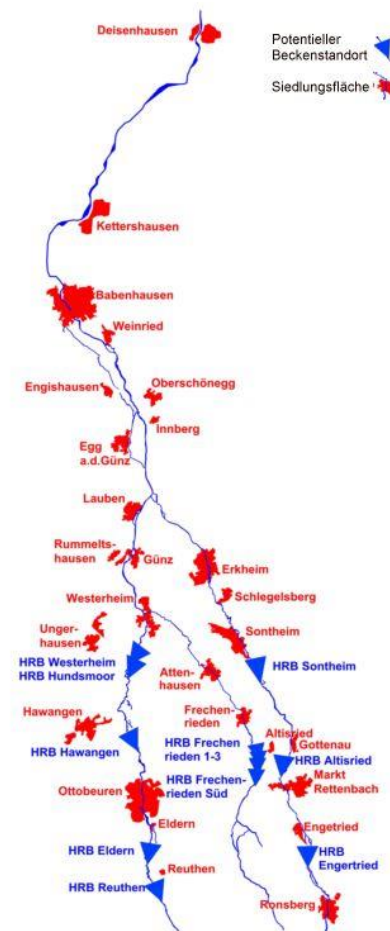 Deisenhausen
Potentieller
Beckenstandort
Siedlungsfläche
Kettershausen
Babenhausen
Weinried
Engishausen
Oberschönegg
Innberg
Egg
a.d.Günz
Lauben
Rummelts-
hausen
Günz
Erkheim
Schlegelsberg
Westerheim
Unger-
hausen
Sontheim
HRB Westerheim
HRB Hundsmoor
Atten-
hausen
HRB Sontheim
Hawangen
Frechen-
rieden
HRB Hawangen
HRB Frechen
rieden 1-3
Altisried
Gottenau
HRB Altisried
HRB Frechen-
rieden Süd
Markt
Rettenbach
Ottobeuren
Eldern
Engetried
HRB Eldern
HRB
Engertried
Reuthen
HRB Reuthen
Ronsberg